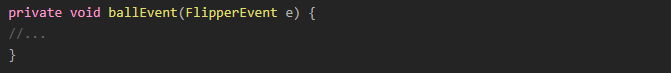 private void ballEvent(FlipperEvent e) {
//...
}